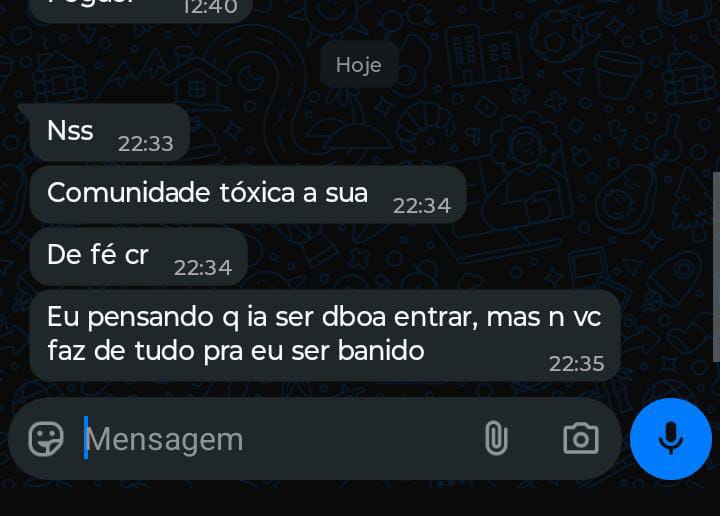 12:40
Hoje
Nss 22:33
Comunidade tóxica a sua 22:34
De fé cr 22:34
Eu pensando q ia ser dboa entrar, mas n vc
faz de tudo pra eu ser banido 22:35
Mensagem